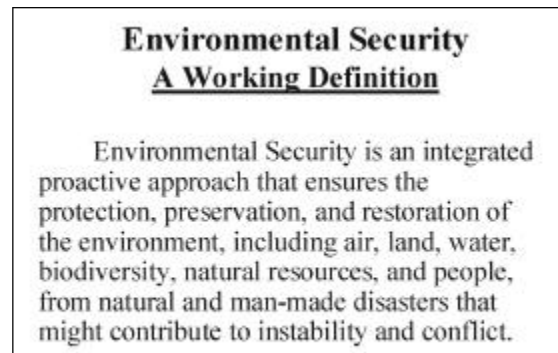 Environmental Security
A Working Definition
Environmental Security is an integrated
proactive approach that ensures the
protection, preservation, and restoration of
the environment, including air, land, water,
biodiversity, natural resources, and people,
from natural and man-made disasters that
might contribute to instability and conflict.